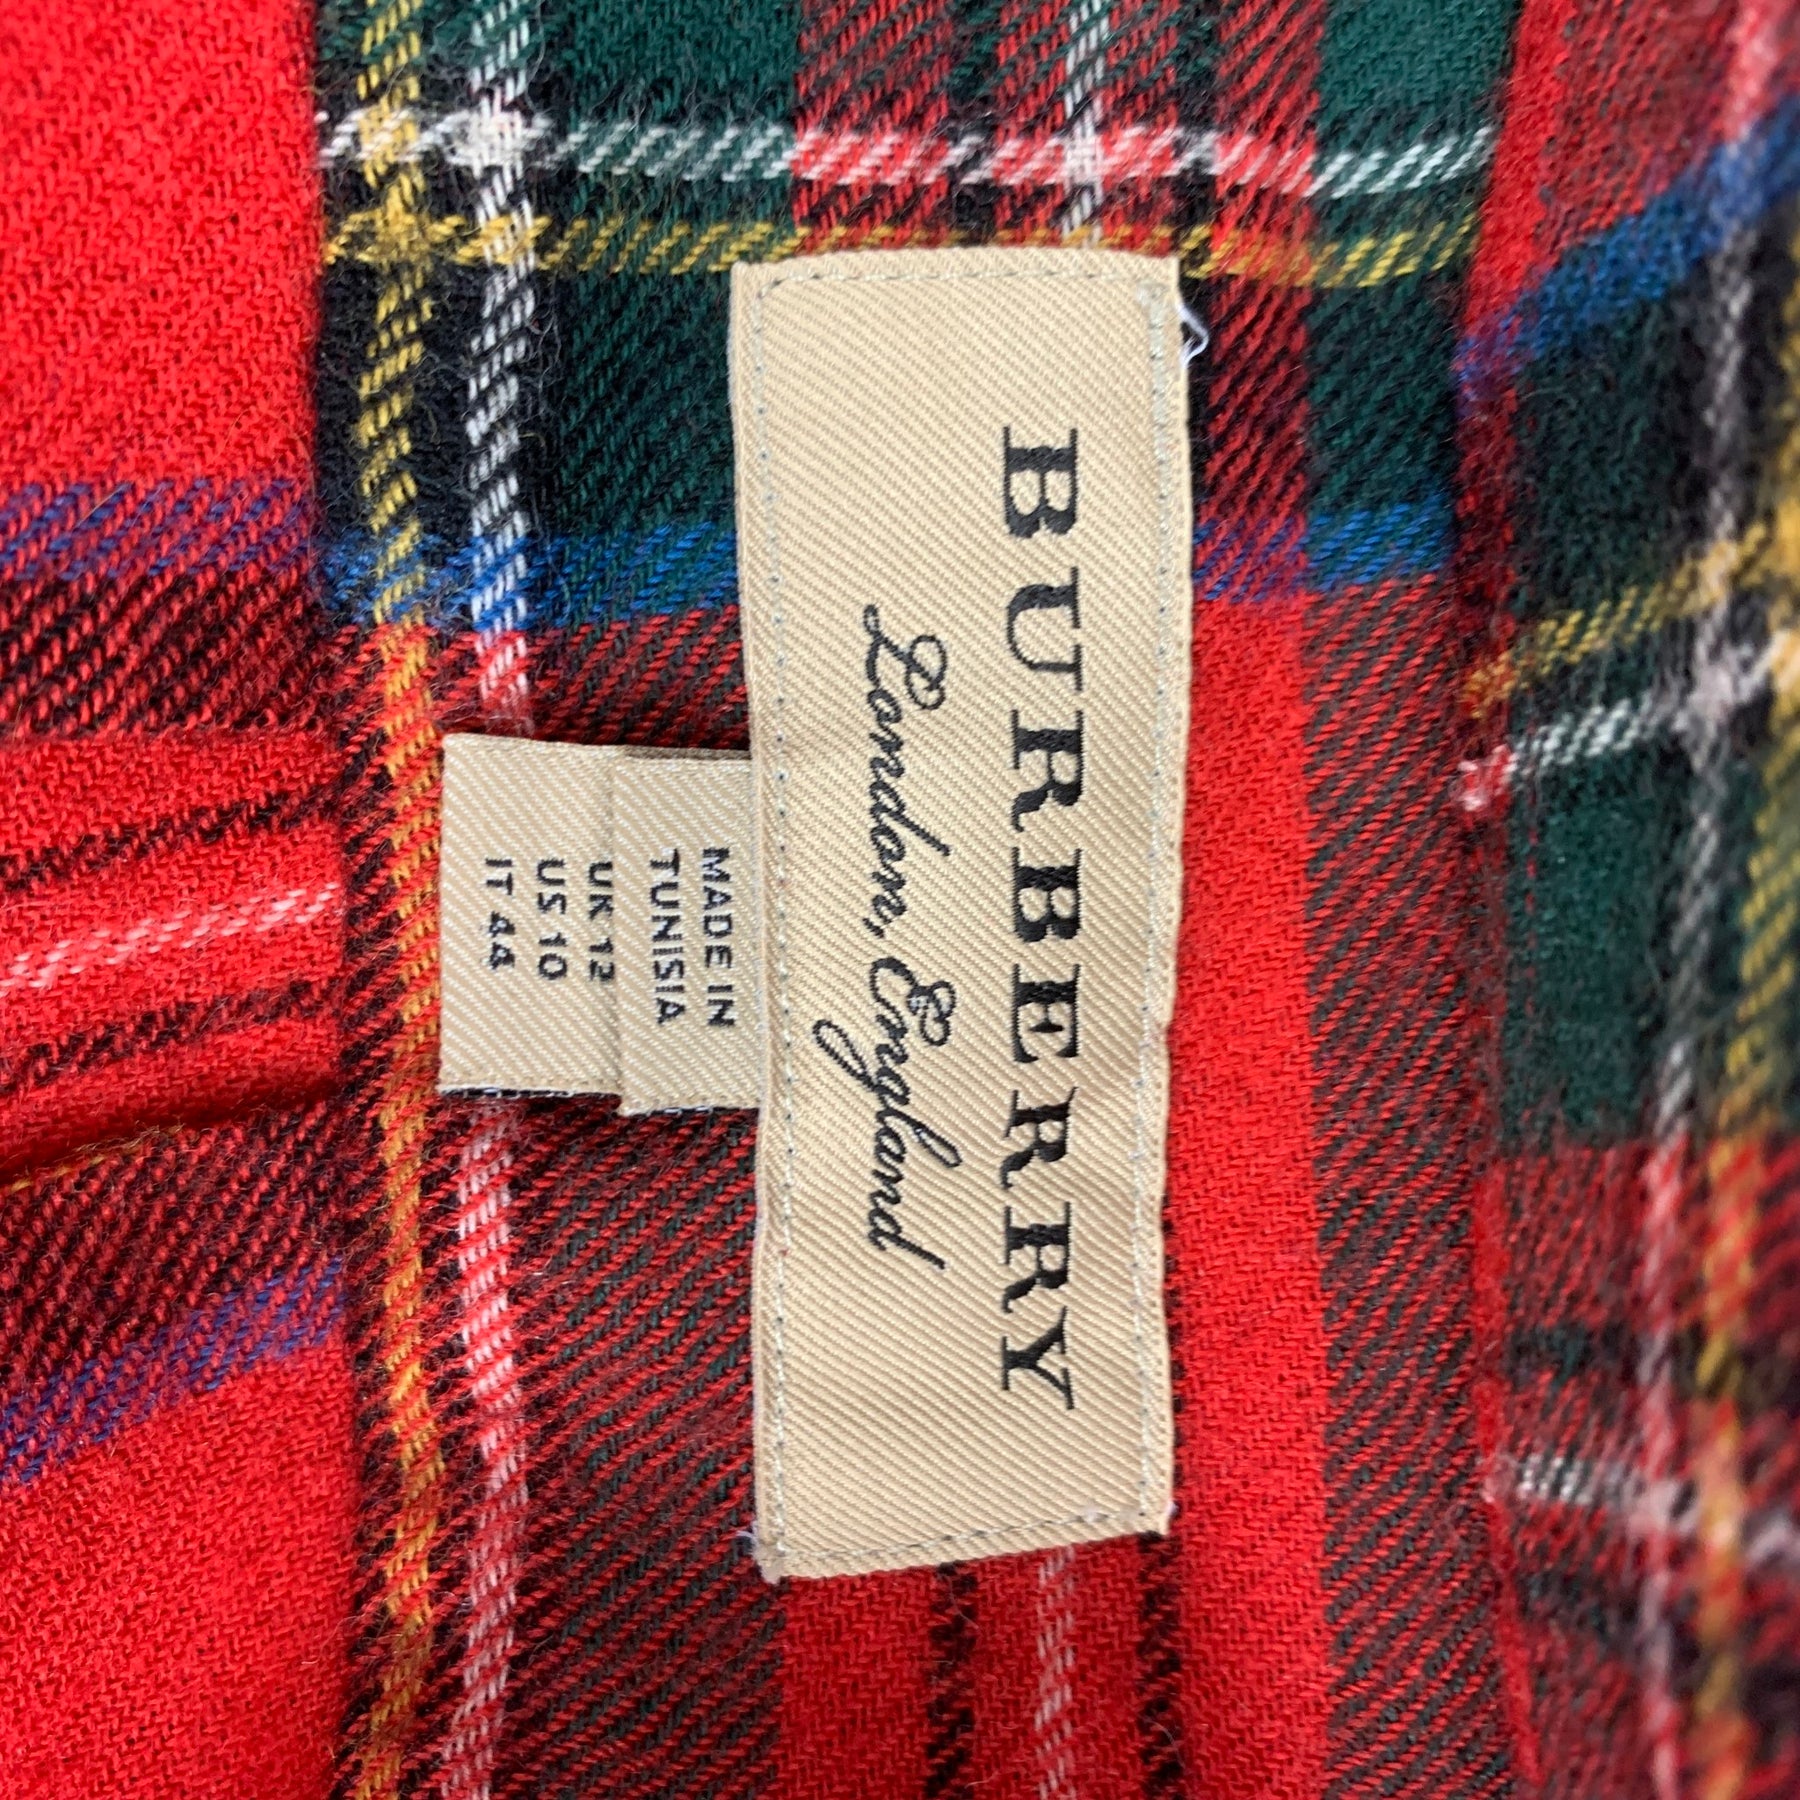 BURBERRY
London, England
MADE IN
TUNISIA
UK 12
US 10
IT 44